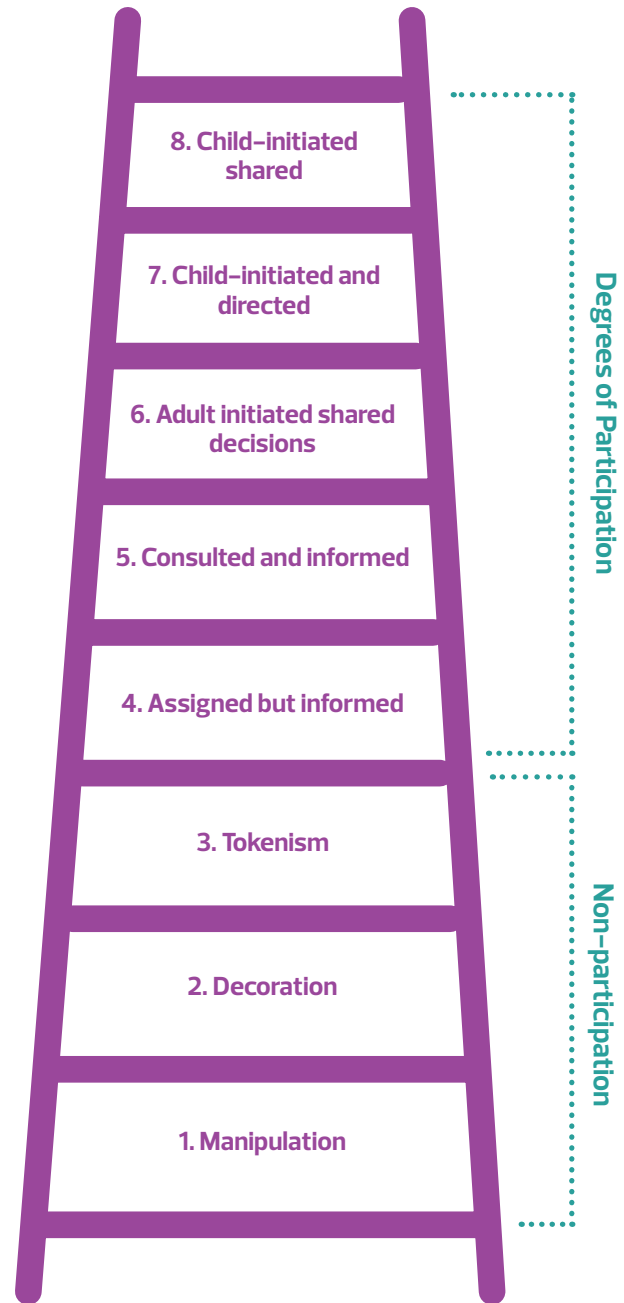 8. Child-initiated
shared
7. Child-initiated and
directed
6. Adult initiated shared
decisions
5. Consulted and informed
4. Assigned but informed
3. Tokenism
2. Decoration
1. Manipulation
Degrees of Participation
Non-participation